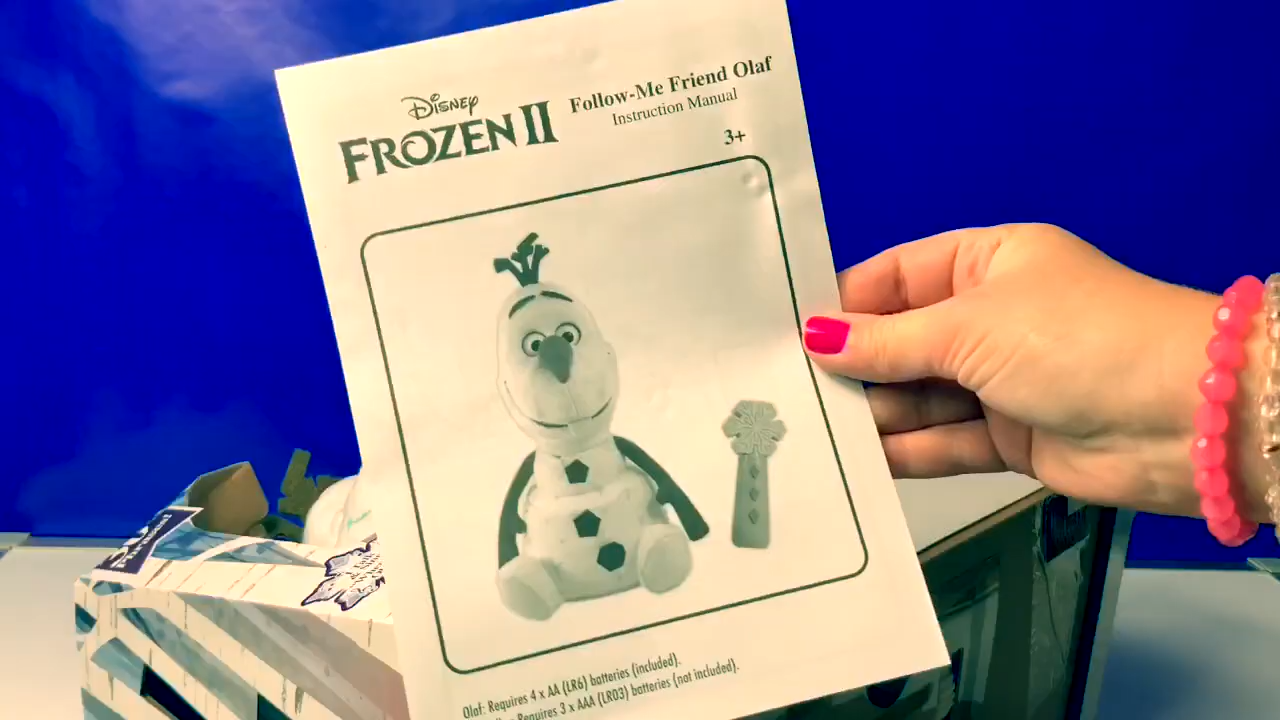 Disney
FROZEN II
Follow-Me Friend Olaf
Instruction Manual
3+
Olaf: Requires 4 x AA (LR6) batteries (included).
Requires 3 x AAA (LR03) batteries (not included).